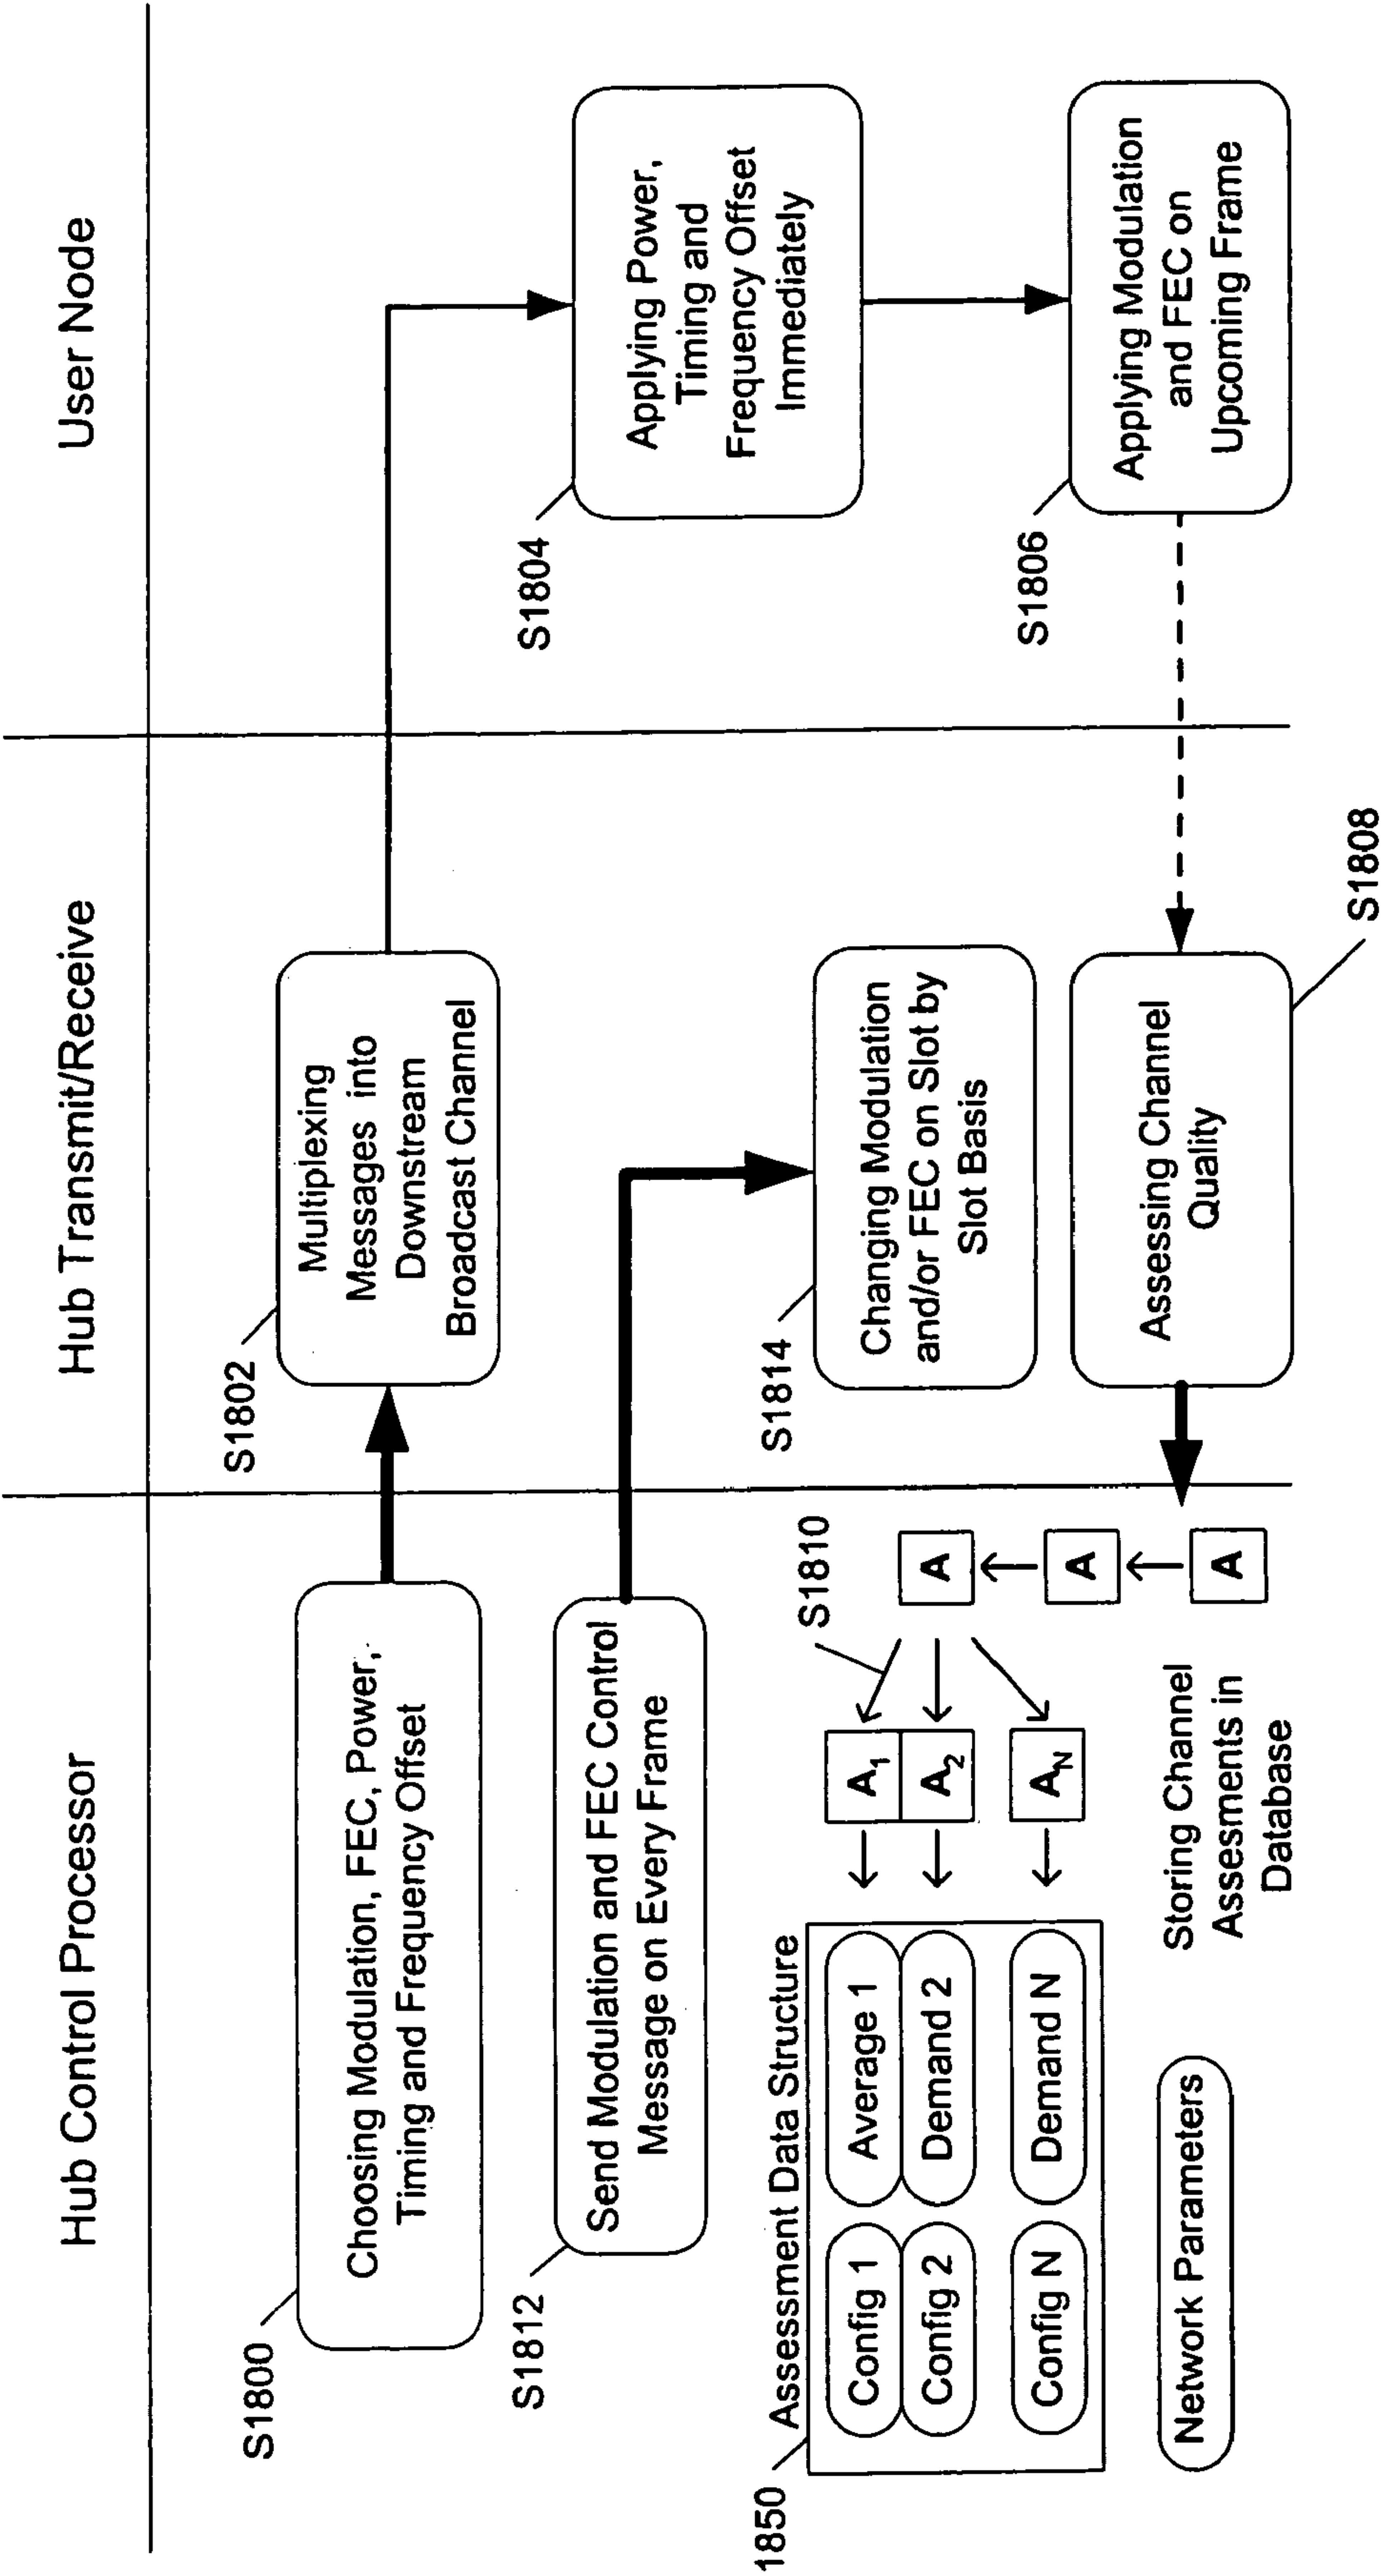 Hub Control Processor
Hub Transmit/Receive
User Node
S1800
Choosing Modulation, FEC, Power,
Timing and Frequency Offset
S1802
Multiplexing
Messages into
Downstream
Broadcast Channel
S1804
Applying Power,
Timing and
Frequency Offset
Immediately
S1806
Applying Modulation
and FEC on
Upcoming Frame
S1812
Send Modulation and FEC Control
Message on Every Frame
S1814
Changing Modulation
and/or FEC on Slot by
Slot Basis
Assessing Channel
Quality
S1808
1850
Assessment Data Structure
Config 1
Average 1
Config 2
Demand 2
Config N
Demand N
A1
A2
AN
S1810
A
A
A
Storing Channel
Assesments in
Database
Network Parameters